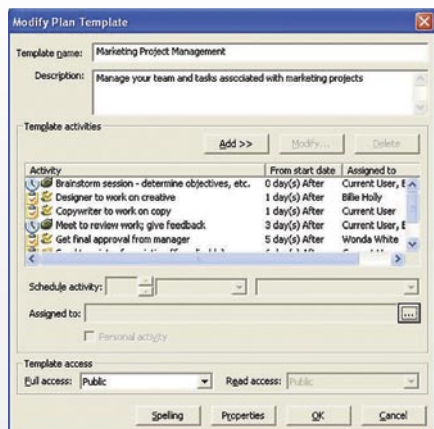 Modify Plan Template
Template name: Marketing Project Management
Description: Manage your team and tasks associated with marketing projects
Template activities
Add >> Modify... Delete
Activity From start date Assigned to
Brainstorm session - determine objectives, etc. 0 day(s) After Current User, E
Designer to work on creative 1 day(s) After Billie Holly
Copywriter to work on copy 1 day(s) After Current User
Meet to review work; give feedback 3 day(s) After Current User, E
Get final approval from manager 5 day(s) After Wonda White
Schedule activity:
Assigned to: ...
Personal activity
Template access
Full access: Public Read access: Public
Spelling Properties OK Cancel